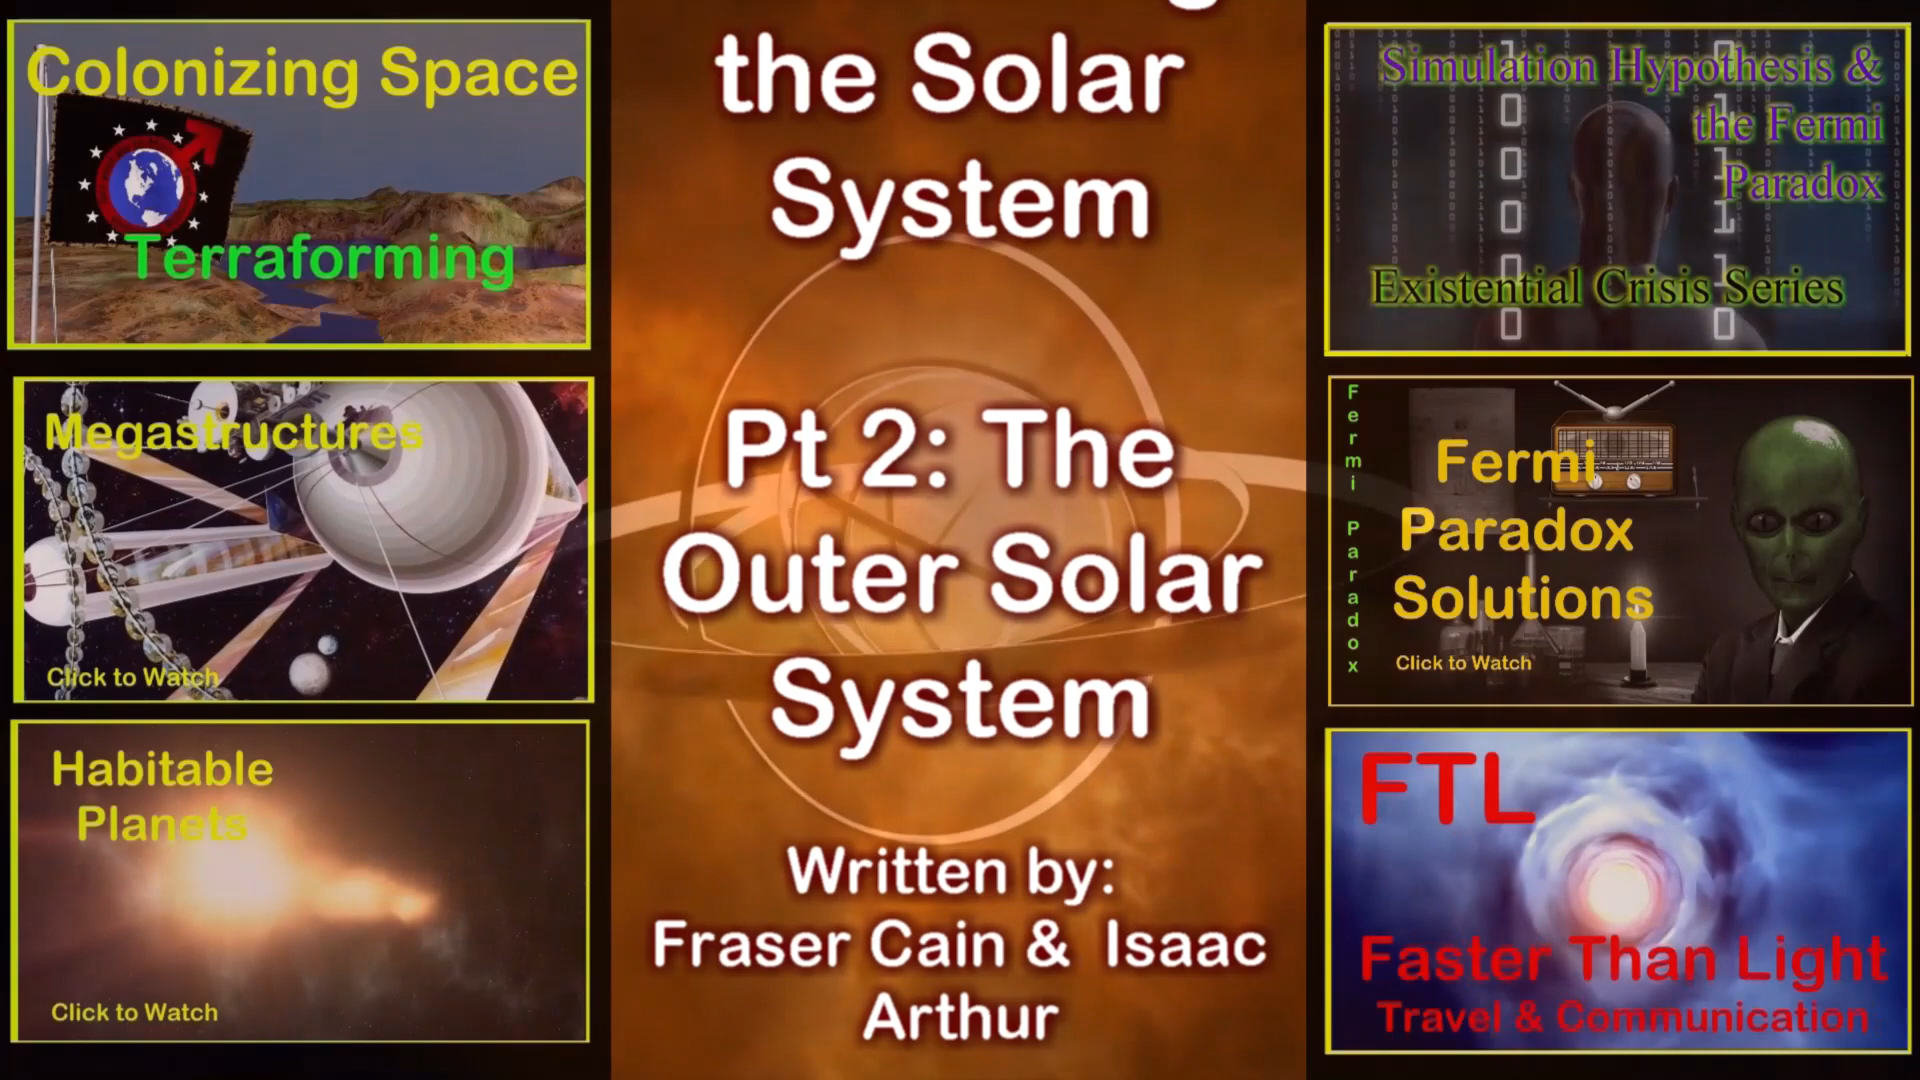 Colonizing Space
Terraforming
Megastructures
Click to Watch
Habitable
Planets
Click to Watch
the Solar
System
Pt 2: The
Outer Solar
System
Written by:
Fraser Cain & Isaac
Arthur
Simulation Hypothesis &
the Fermi
Paradox
Existential Crisis Series
Fermi Paradox
Fermi
Paradox
Solutions
Click to Watch
FTL
Faster Than Light
Travel & Communication